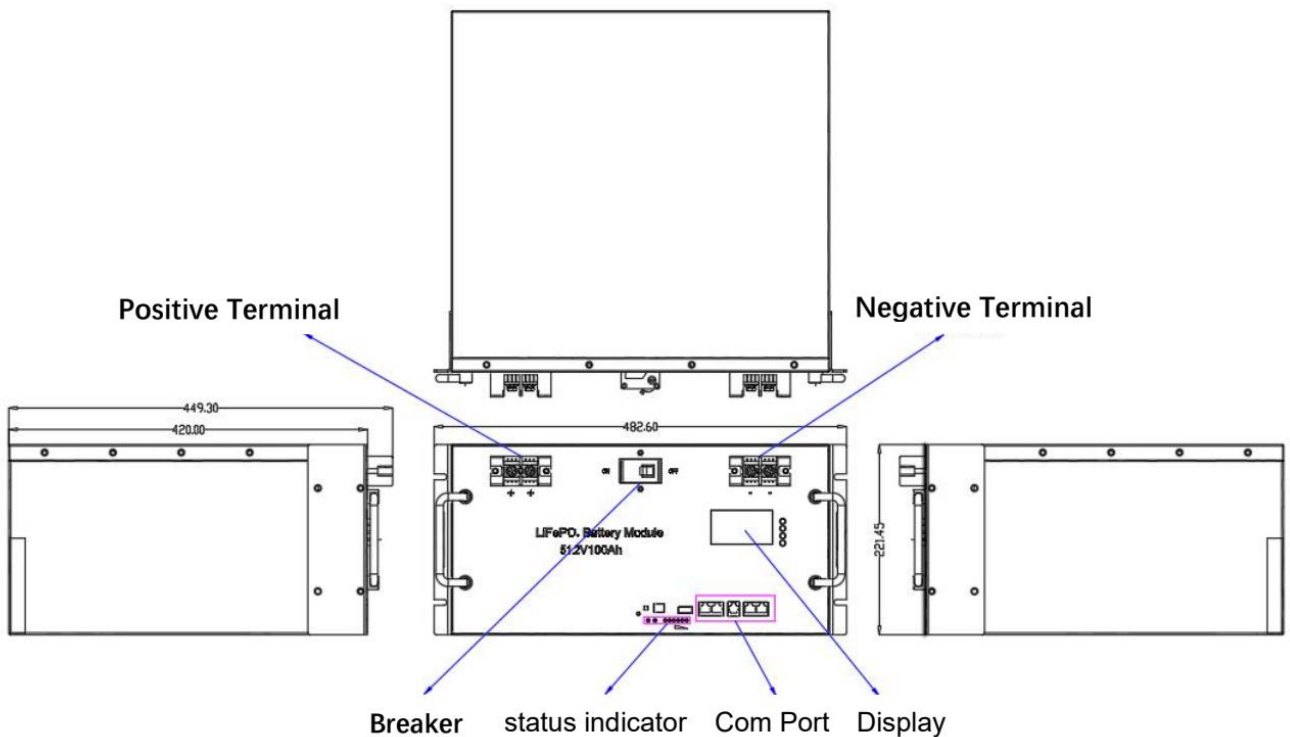 Positive Terminal
Negative Terminal
449.30
420.00
482.60
ON
OFF
+ +
- -
LiFePO₄ Battery Module
51.2V100Ah
221.45
Breaker
status indicator
Com Port
Display